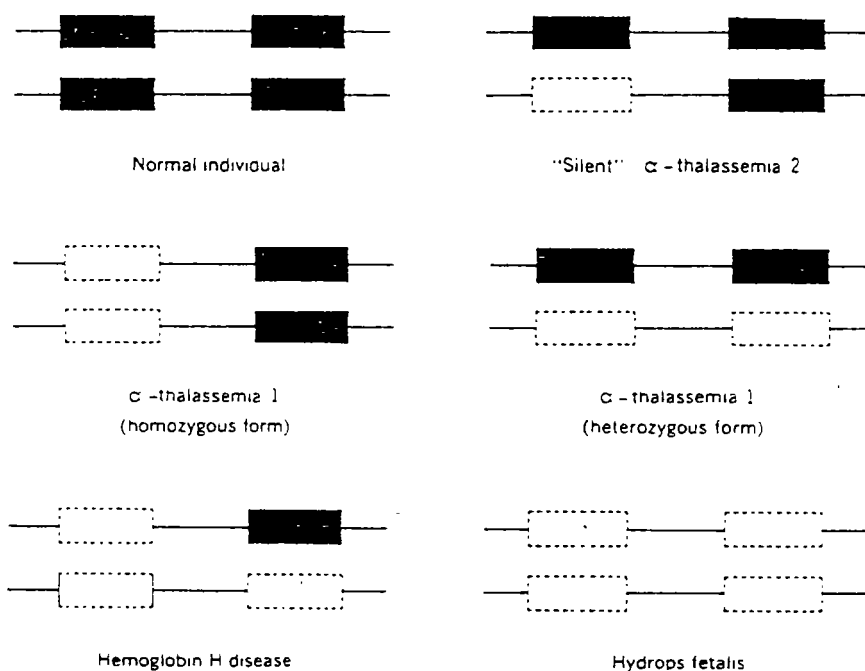 Normal individual
"Silent" α - thalassemia 2
α - thalassemia 1
(homozygous form)
α - thalassemia 1
(heterozygous form)
Hemoglobin H disease
Hydrops fetalis